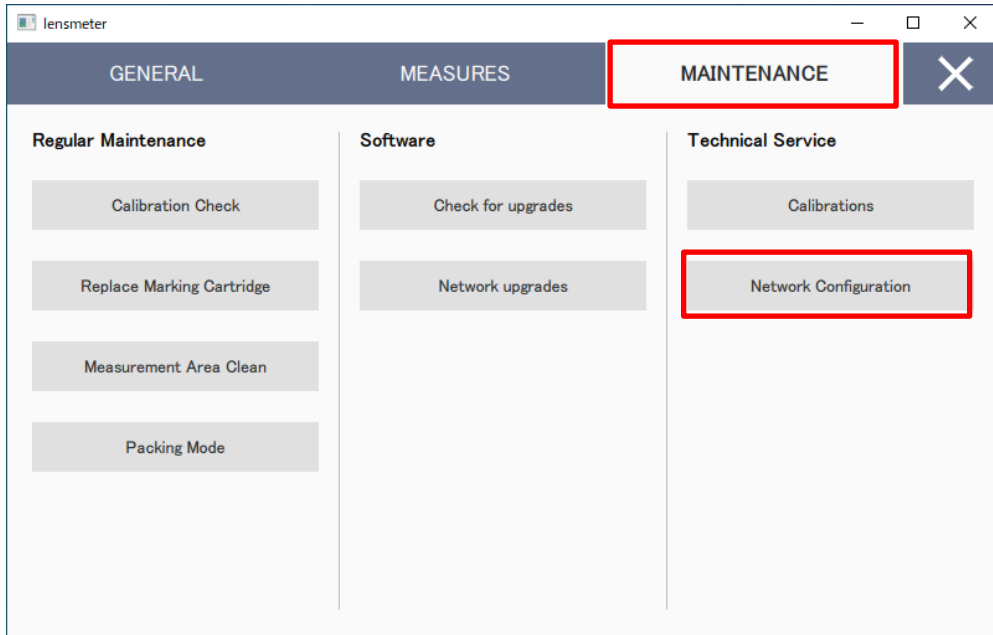 lensmeter
GENERAL
MEASURES
MAINTENANCE
Regular Maintenance
Calibration Check
Replace Marking Cartridge
Measurement Area Clean
Packing Mode
Software
Check for upgrades
Network upgrades
Technical Service
Calibrations
Network Configuration